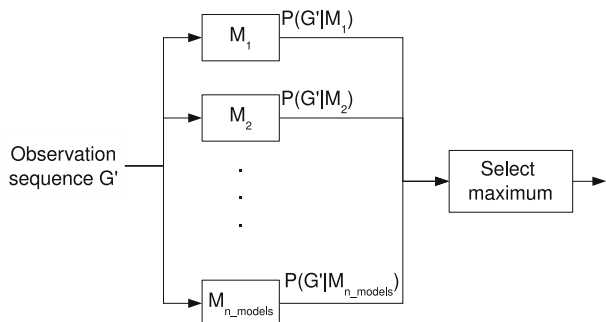 M₁
P(G'|M₁)
M₂
P(G'|M₂)
Observation
sequence G'
Select
maximum
.
.
.
Mₙ_ₘₒdₑₗₛ
P(G'|Mₙ_ₘₒdₑₗₛ)